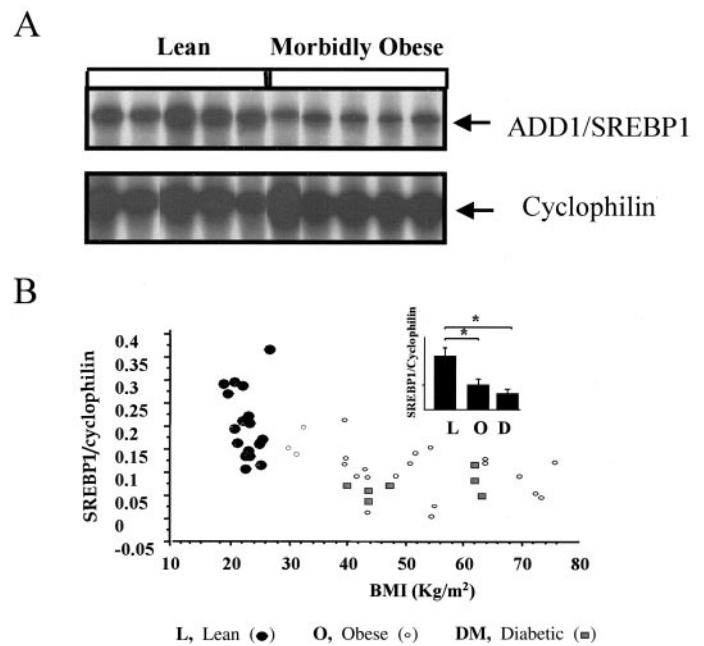 A
Lean Morbidly Obese
ADD1/SREBP1
Cyclophilin
B
SREBP1/cyclophilin
0.4
0.3
0.25
0.2
0.15
0.1
0.05
0
-0.05
10 20 30 40 50 60 70 80
BMI (Kg/m²)
SREBP1/Cyclophilin
*
*
L O D
L, Lean (●) O, Obese (○) DM, Diabetic (■)